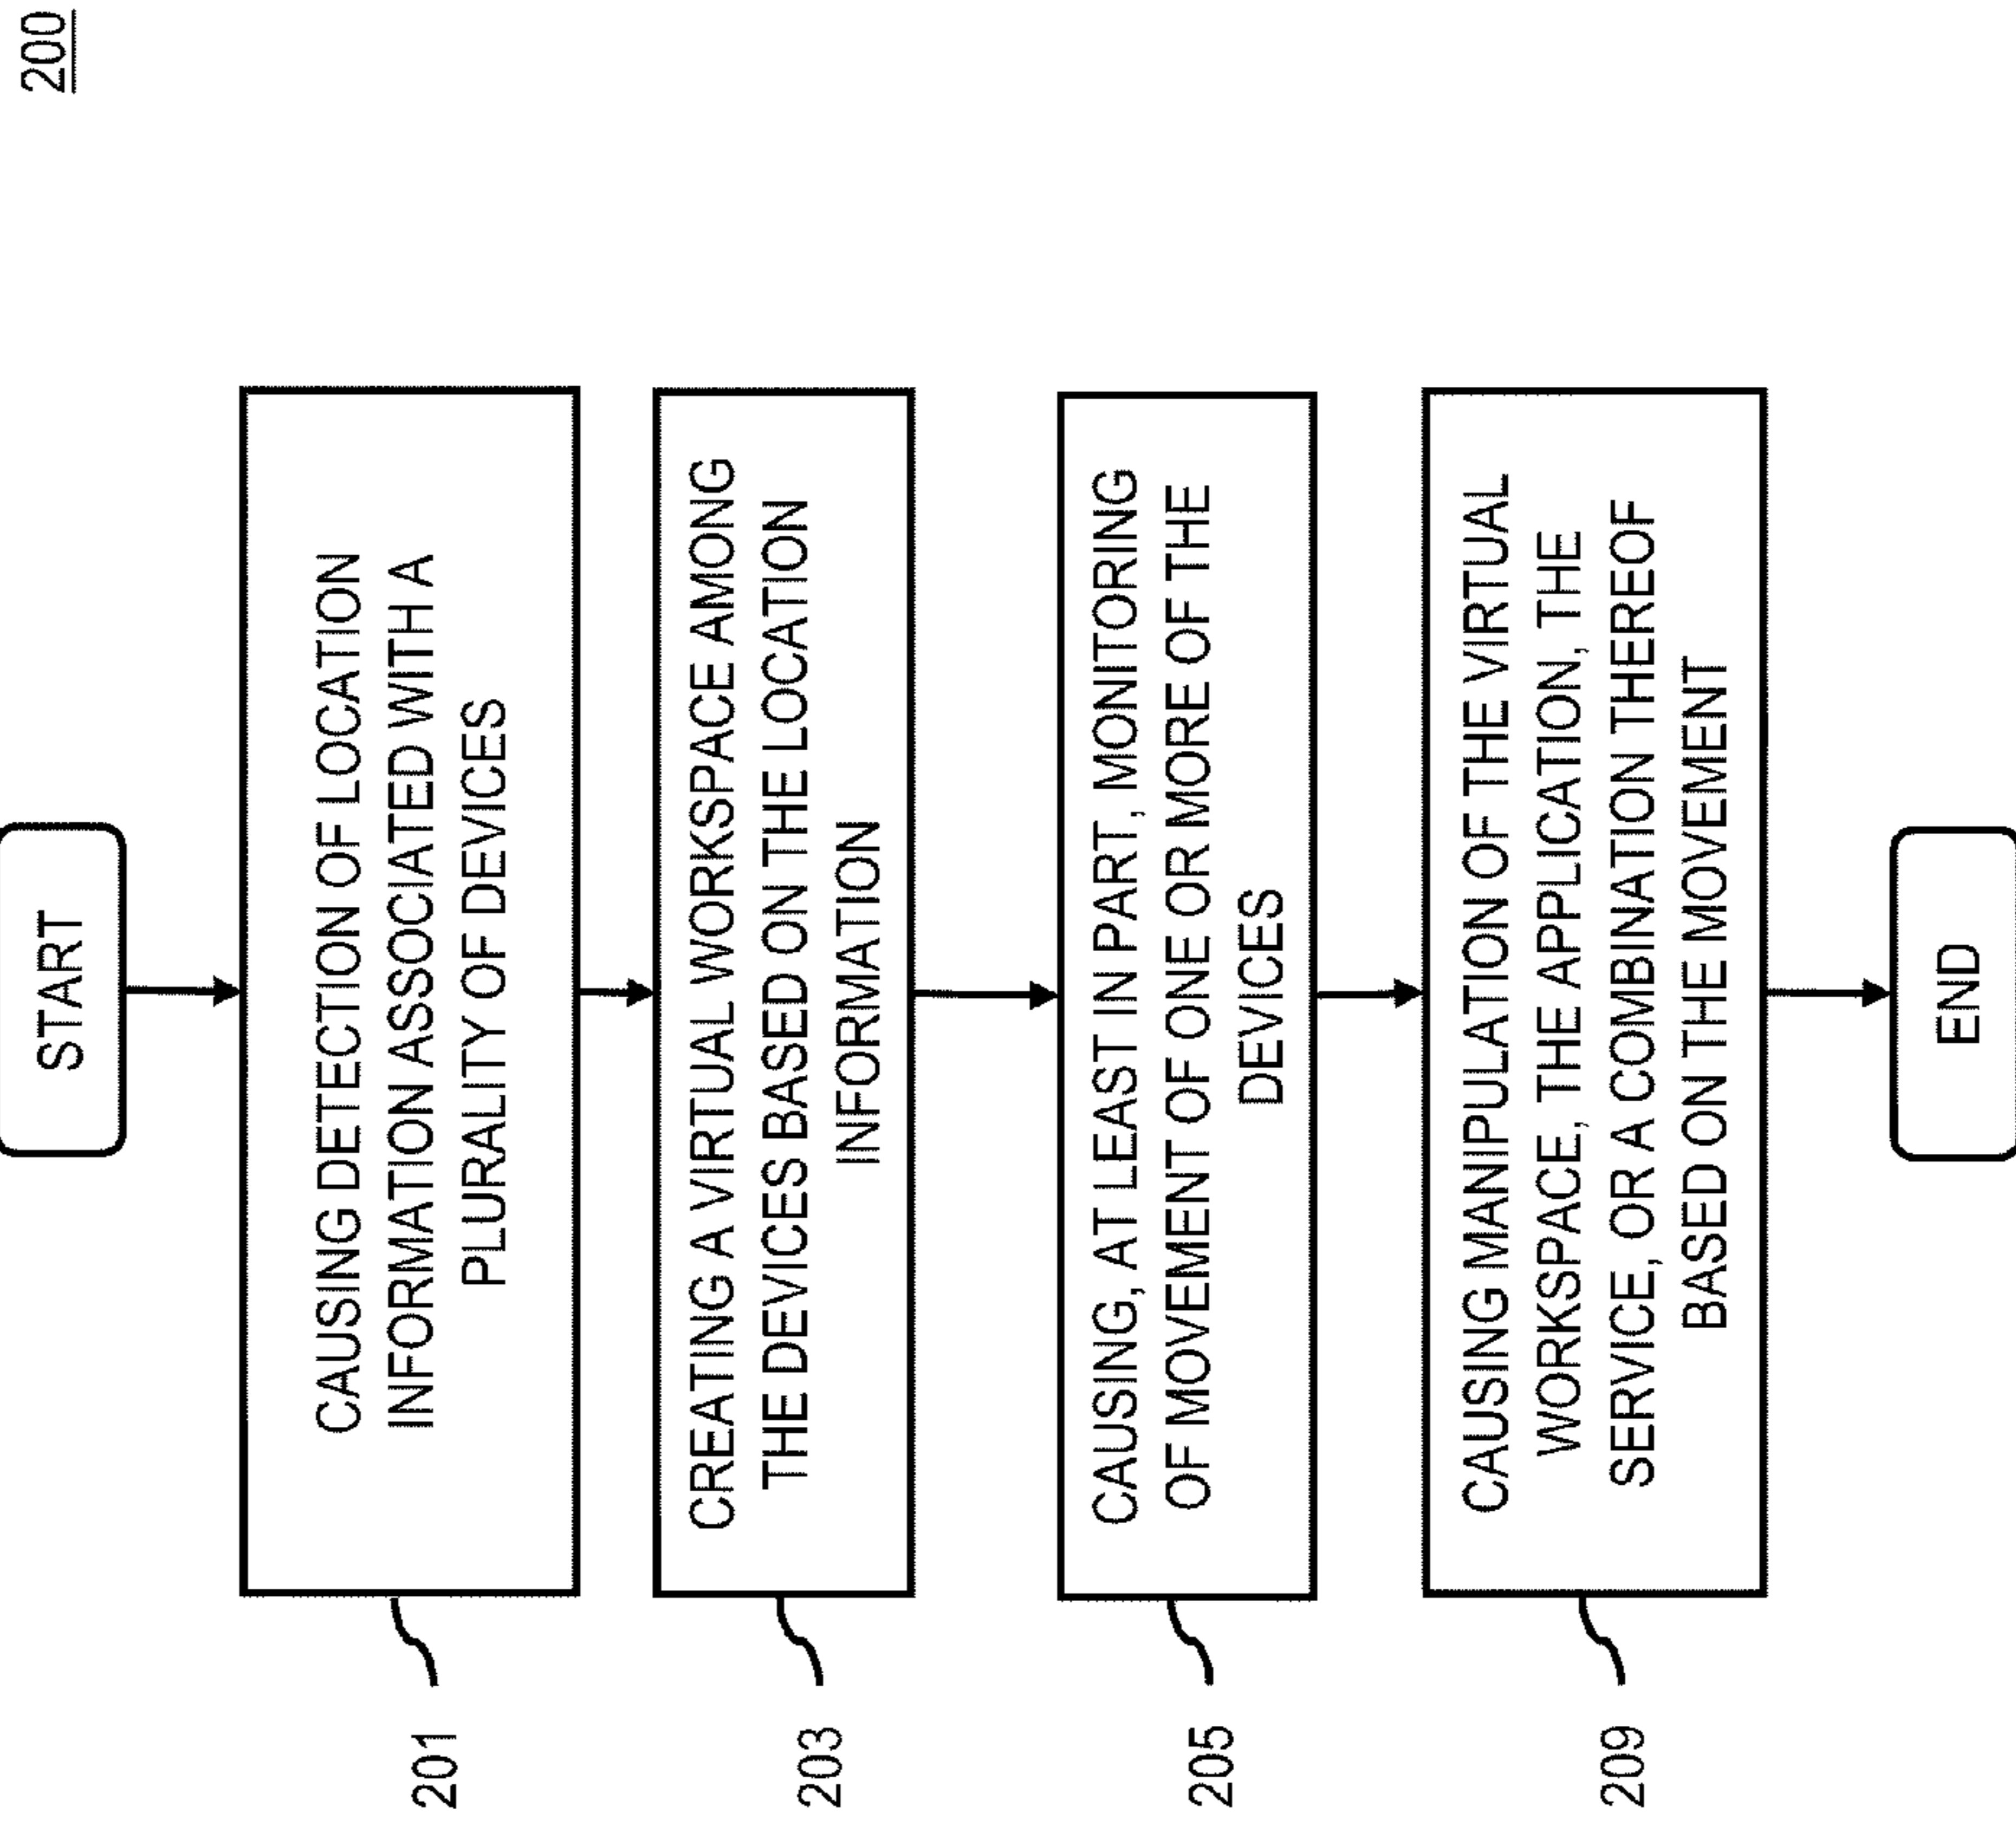 200
START
CAUSING DETECTION OF LOCATION
INFORMATION ASSOCIATED WITH A
PLURALITY OF DEVICES
201
CREATING A VIRTUAL WORKSPACE AMONG
THE DEVICES BASED ON THE LOCATION
INFORMATION
203
CAUSING, AT LEAST IN PART, MONITORING
OF MOVEMENT OF ONE OR MORE OF THE
DEVICES
205
CAUSING MANIPULATION OF THE VIRTUAL
WORKSPACE, THE APPLICATION, THE
SERVICE, OR A COMBINATION THEREOF
BASED ON THE MOVEMENT
209
END